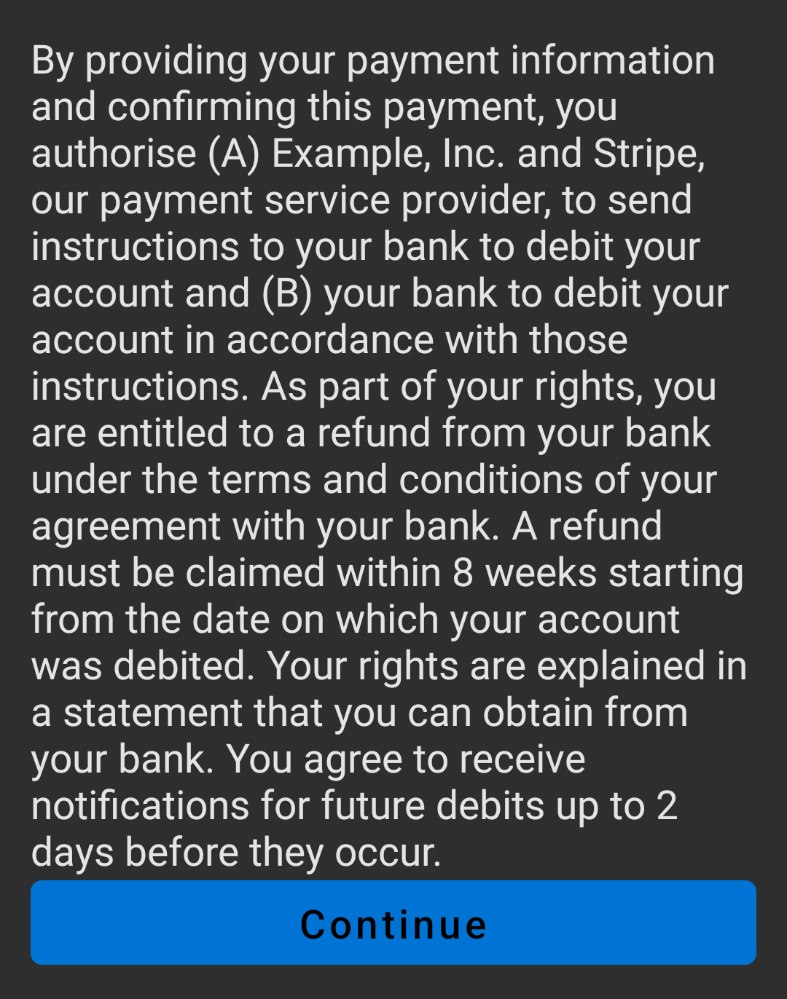 By providing your payment information
and confirming this payment, you
authorise (A) Example, Inc. and Stripe,
our payment service provider, to send
instructions to your bank to debit your
account and (B) your bank to debit your
account in accordance with those
instructions. As part of your rights, you
are entitled to a refund from your bank
under the terms and conditions of your
agreement with your bank. A refund
must be claimed within 8 weeks starting
from the date on which your account
was debited. Your rights are explained in
a statement that you can obtain from
your bank. You agree to receive
notifications for future debits up to 2
days before they occur.
Continue